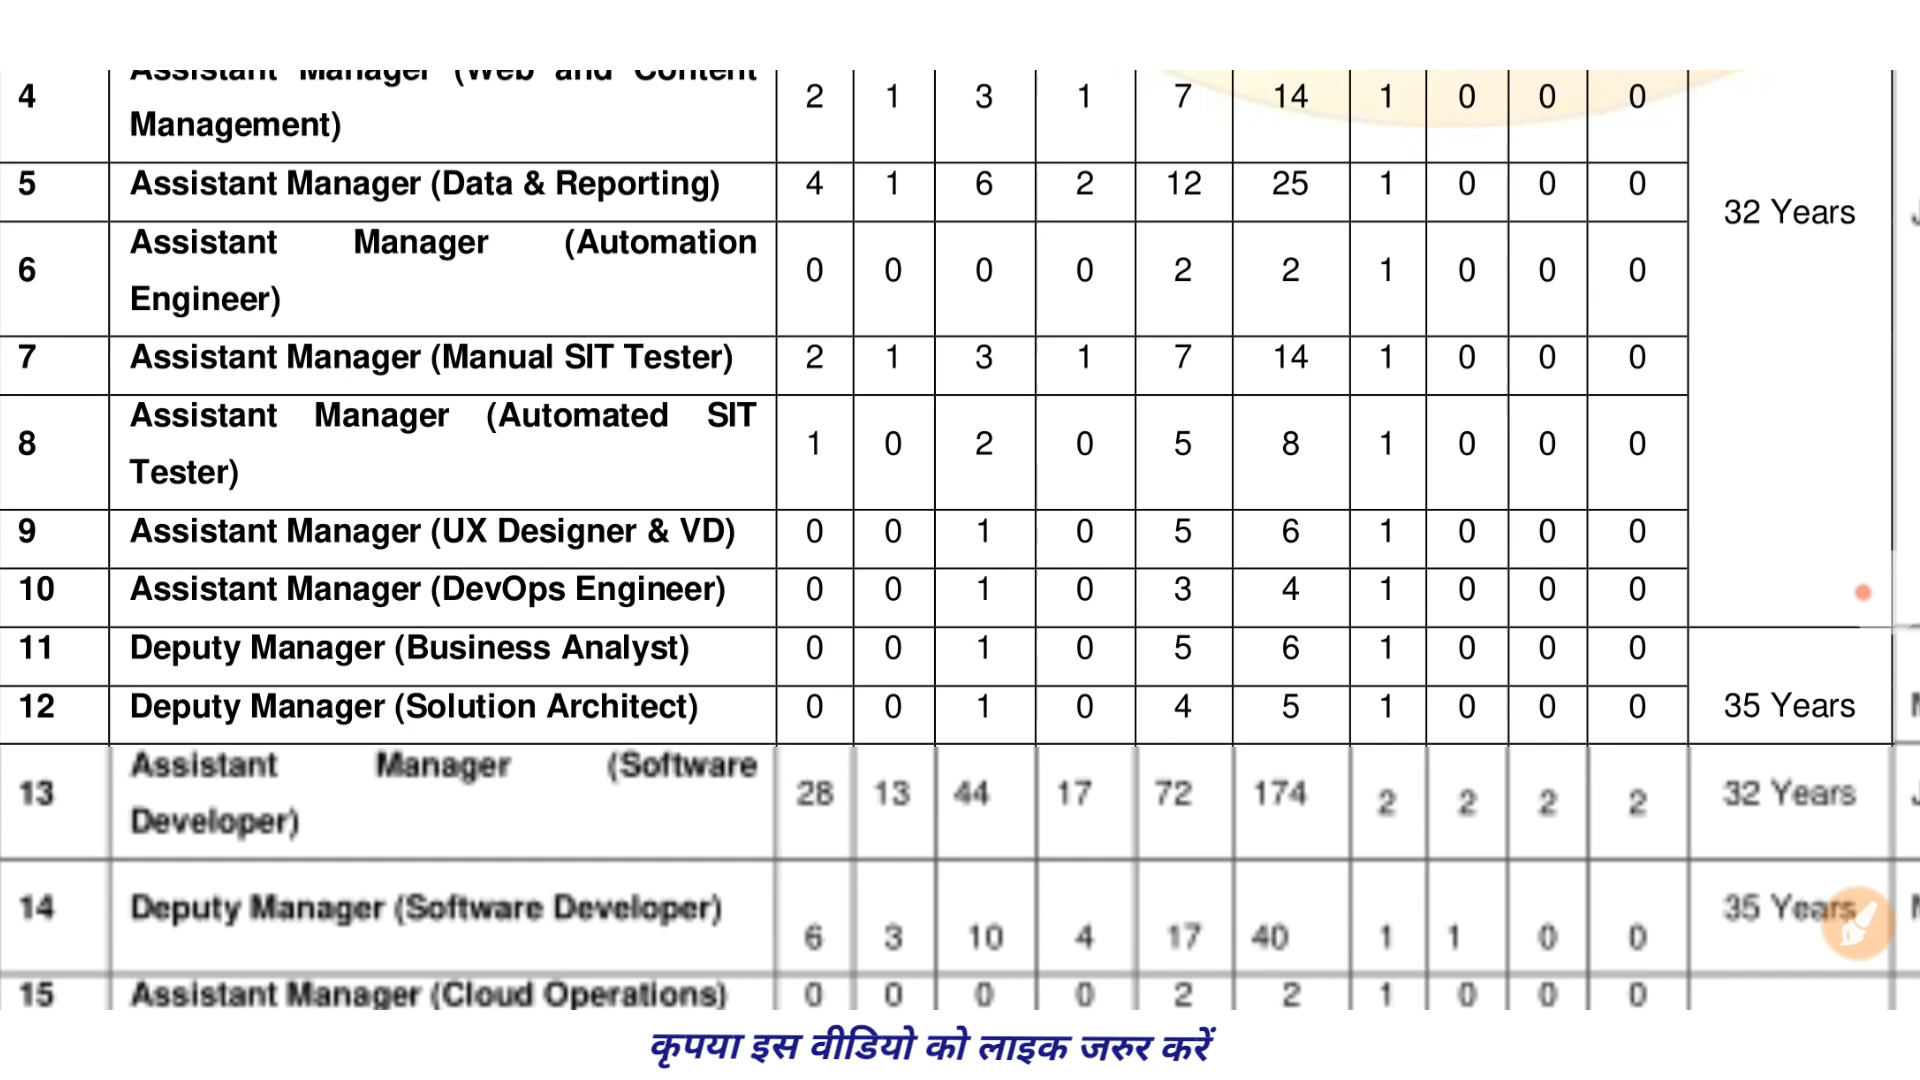 Assistant Manager (Web and Content
4 2 1 3 1 7 14 1 0 0 0
Management)
5 Assistant Manager (Data & Reporting) 4 1 6 2 12 25 1 0 0 0
32 Years
Assistant Manager (Automation
6 0 0 0 0 2 2 1 0 0 0
Engineer)
7 Assistant Manager (Manual SIT Tester) 2 1 3 1 7 14 1 0 0 0
Assistant Manager (Automated SIT
8 1 0 2 0 5 8 1 0 0 0
Tester)
9 Assistant Manager (UX Designer & VD) 0 0 1 0 5 6 1 0 0 0
10 Assistant Manager (DevOps Engineer) 0 0 1 0 3 4 1 0 0 0
11 Deputy Manager (Business Analyst) 0 0 1 0 5 6 1 0 0 0
12 Deputy Manager (Solution Architect) 0 0 1 0 4 5 1 0 0 0 35 Years
Assistant Manager (Software
13 28 13 44 17 72 174 2 2 2 2 32 Years
Developer)
14 Deputy Manager (Software Developer) 35 Years
6 3 10 4 17 40 1 1 0 0
15 Assistant Manager (Cloud Operations) 0 0 0 0 2 2 1 0 0 0
कृपया इस वीडियो को लाइक जरुर करें